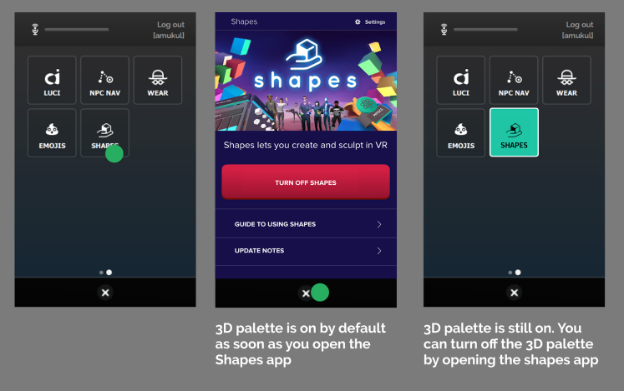 Log out
[amukul]
LUCI
NPC NAV
WEAR
EMOJIS
SHAPES
Shapes
Settings
shapes
Shapes lets you create and sculpt in VR
TURN OFF SHAPES
GUIDE TO USING SHAPES
UPDATE NOTES
3D palette is on by default
as soon as you open the
Shapes app
Log out
[amukul]
LUCI
NPC NAV
WEAR
EMOJIS
SHAPES
3D palette is still on. You
can turn off the 3D palette
by opening the shapes app